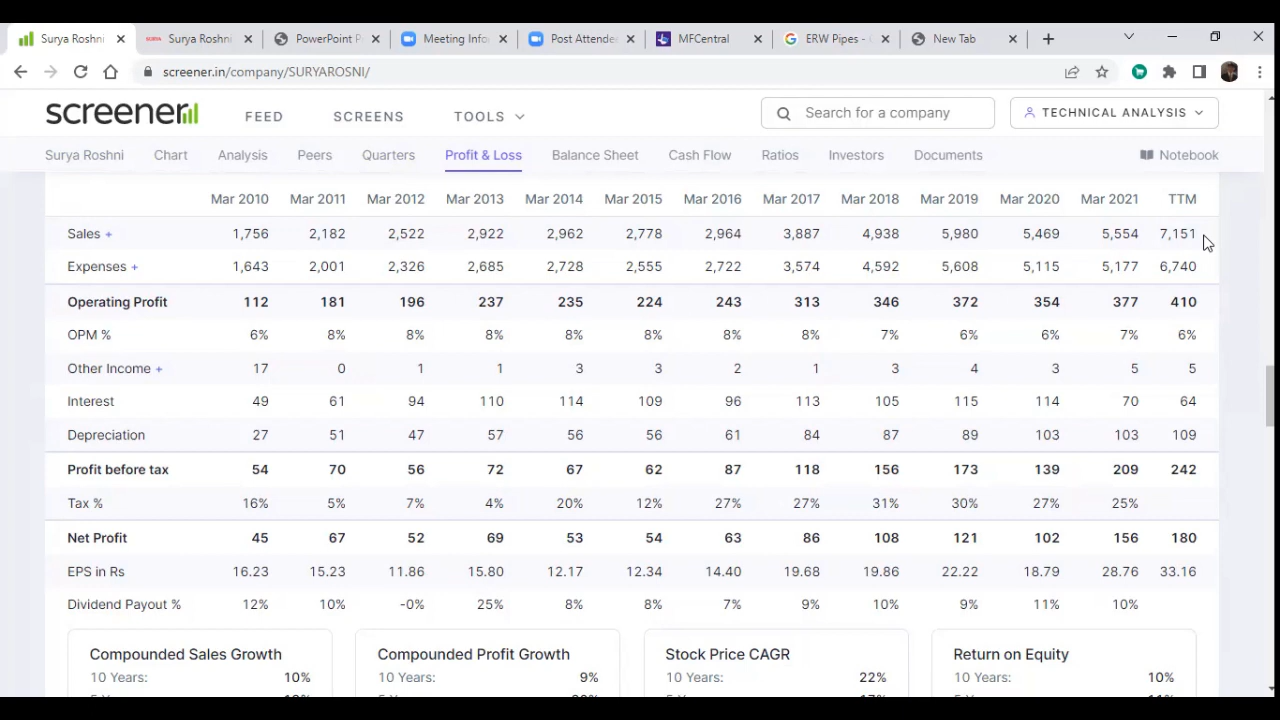 Surya Roshni
Surya Roshni
PowerPoint P
Meeting Info
Post Attende
MFCentral
ERW Pipes -
New Tab
screener.in/company/SURYAROSNI/
screener
FEED
SCREENS
TOOLS
Search for a company
TECHNICAL ANALYSIS
Surya Roshni Chart Analysis Peers Quarters Profit & Loss Balance Sheet Cash Flow Ratios Investors Documents Notebook
Mar 2010 Mar 2011 Mar 2012 Mar 2013 Mar 2014 Mar 2015 Mar 2016 Mar 2017 Mar 2018 Mar 2019 Mar 2020 Mar 2021 TTM
Sales + 1,756 2,182 2,522 2,922 2,962 2,778 2,964 3,887 4,938 5,980 5,469 5,554 7,151
Expenses + 1,643 2,001 2,326 2,685 2,728 2,555 2,722 3,574 4,592 5,608 5,115 5,177 6,740
Operating Profit 112 181 196 237 235 224 243 313 346 372 354 377 410
OPM % 6% 8% 8% 8% 8% 8% 8% 8% 7% 6% 6% 7% 6%
Other Income + 17 0 1 1 3 3 2 1 3 4 3 5 5
Interest 49 61 94 110 114 109 96 113 105 115 114 70 64
Depreciation 27 51 47 57 56 56 61 84 87 89 103 103 109
Profit before tax 54 70 56 72 67 62 87 118 156 173 139 209 242
Tax % 16% 5% 7% 4% 20% 12% 27% 27% 31% 30% 27% 25%
Net Profit 45 67 52 69 53 54 63 86 108 121 102 156 180
EPS in Rs 16.23 15.23 11.86 15.80 12.17 12.34 14.40 19.68 19.86 22.22 18.79 28.76 33.16
Dividend Payout % 12% 10% -0% 25% 8% 8% 7% 9% 10% 9% 11% 10%
Compounded Sales Growth Compounded Profit Growth Stock Price CAGR Return on Equity
10 Years: 10% 10 Years: 9% 10 Years: 22% 10 Years: 10%